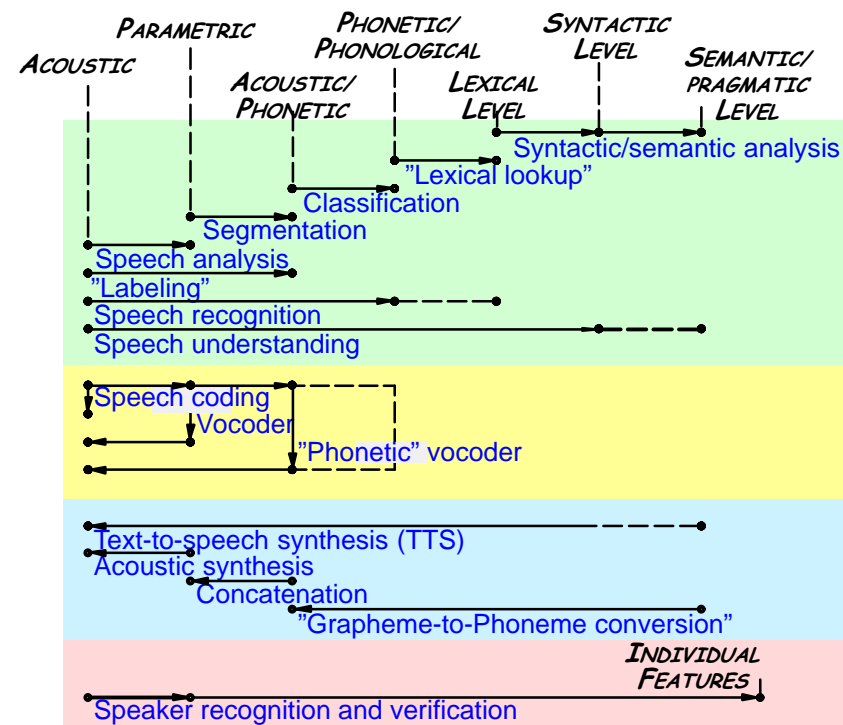 ACOUSTIC
PARAMETRIC
ACOUSTIC/
PHONETIC
PHONETIC/
PHONOLOGICAL
LEXICAL
LEVEL
SYNTACTIC
LEVEL
SEMANTIC/
PRAGMATIC
LEVEL
Syntactic/semantic analysis
”Lexical lookup”
Classification
Segmentation
Speech analysis
”Labeling”
Speech recognition
Speech understanding
Speech coding
Vocoder
”Phonetic” vocoder
Text-to-speech synthesis (TTS)
Acoustic synthesis
Concatenation
”Grapheme-to-Phoneme conversion”
INDIVIDUAL
FEATURES
Speaker recognition and verification